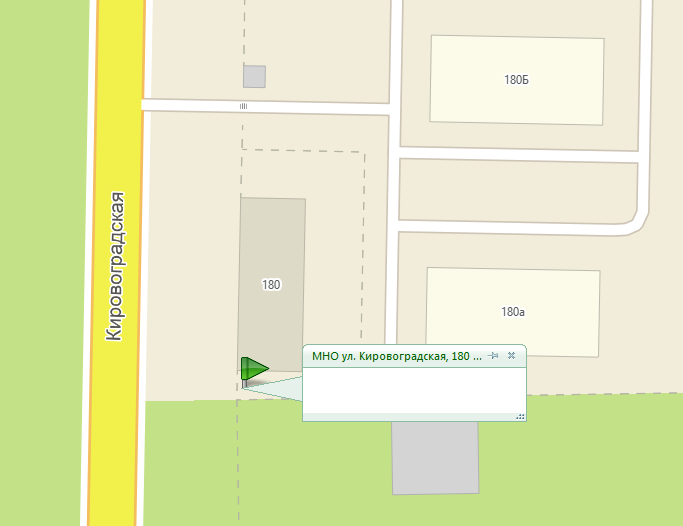 180Б
Кировоградская
180
180а
МНО ул. Кировоградская, 180 ...